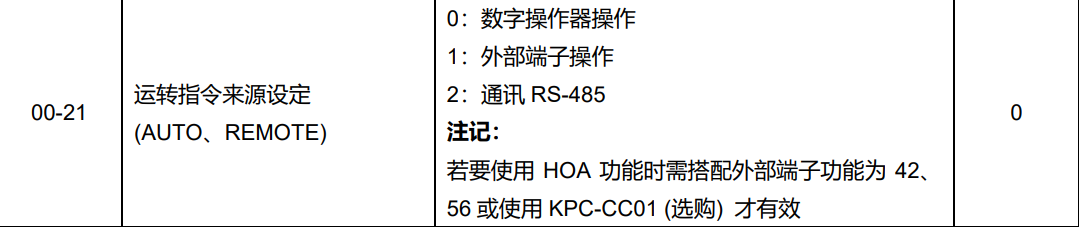 00-21
运转指令来源设定
(AUTO、REMOTE)
0：数字操作器操作
1：外部端子操作
2：通讯 RS-485
注记：
若要使用 HOA 功能时需搭配外部端子功能为 42、
56 或使用 KPC-CC01 (选购) 才有效
0